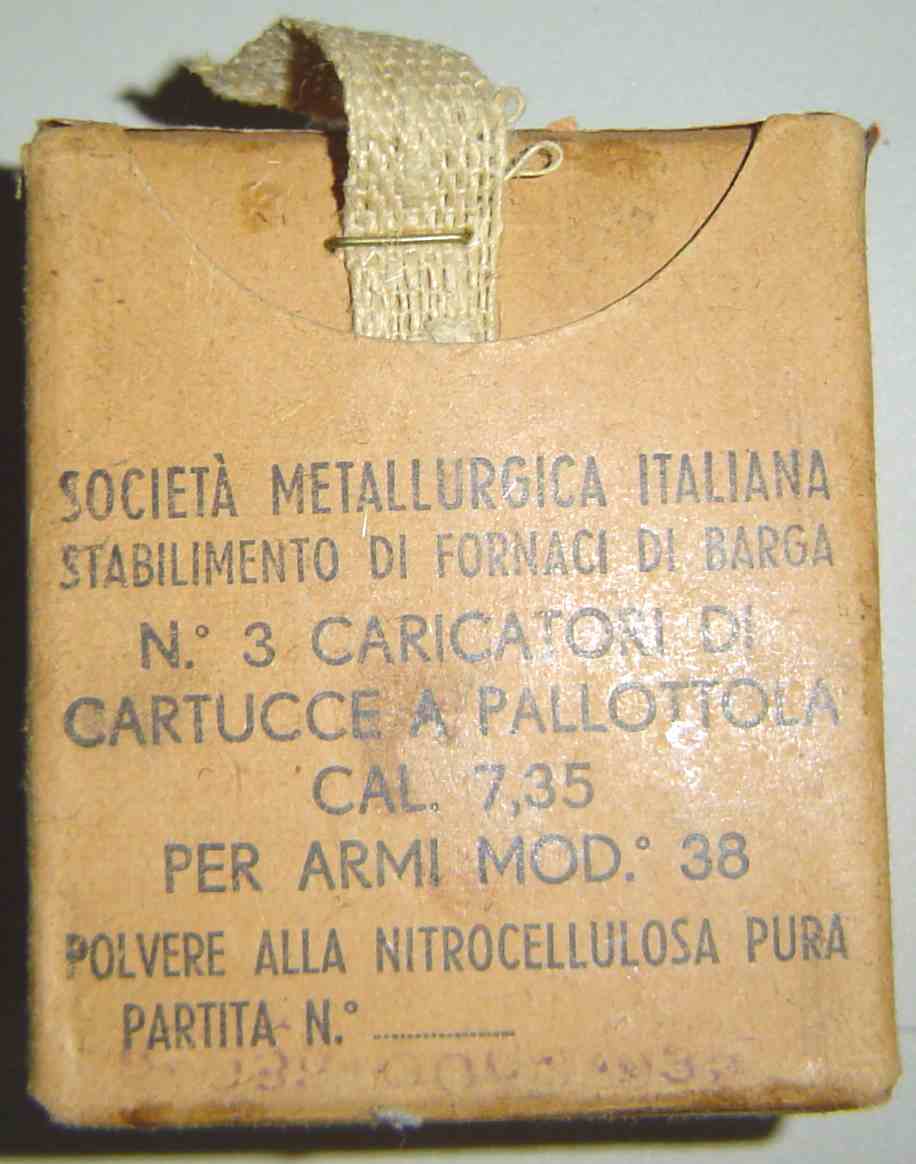 SOCIETÀ METALLURGICA ITALIANA
STABILIMENTO DI FORNACI DI BARGA
N.° 3 CARICATORI DI
CARTUCCE A PALLOTTOLA
CAL. 7,35
PER ARMI MOD.° 38
POLVERE ALLA NITROCELLULOSA PURA
PARTITA N.° ..................